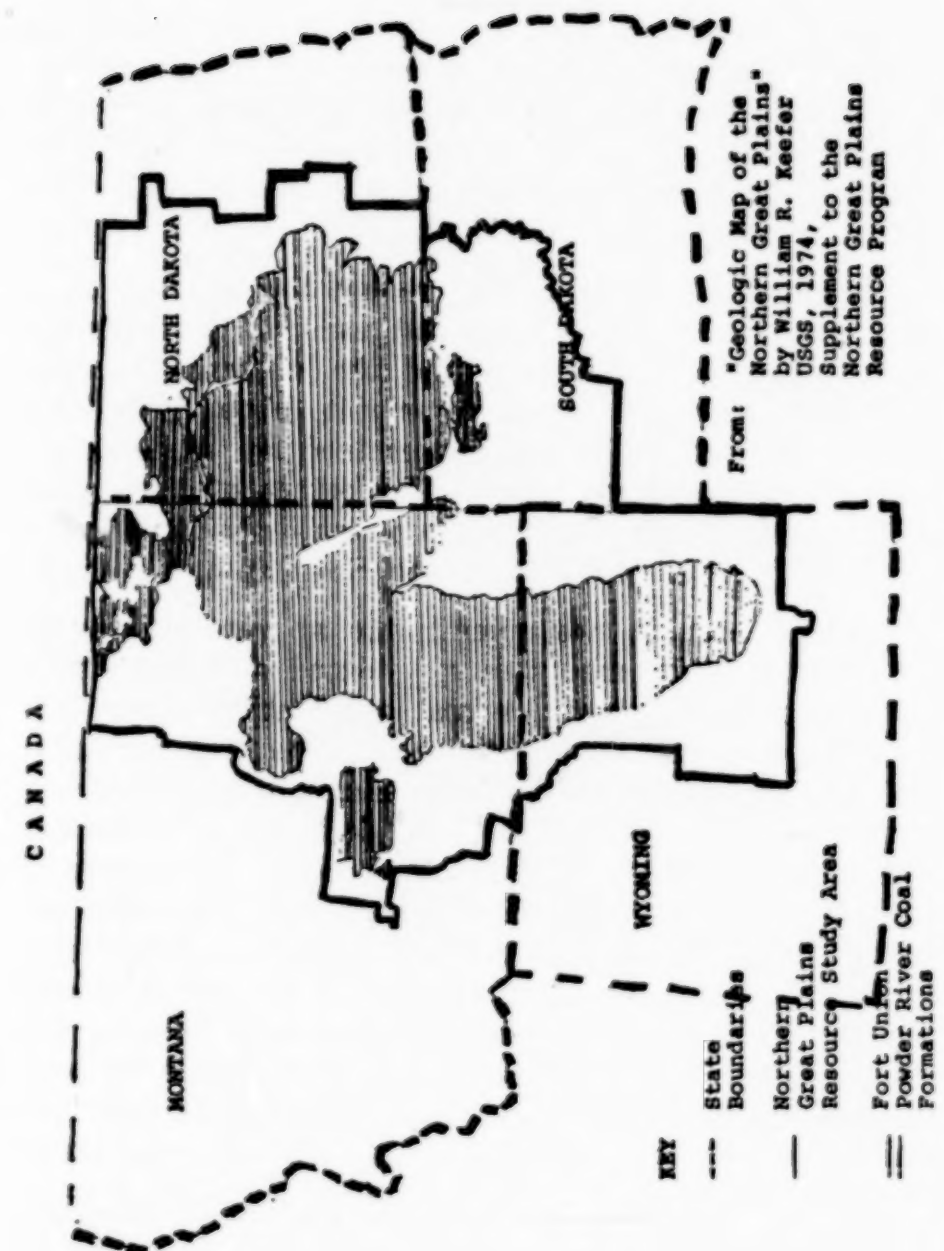 CANADA
MONTANA
NORTH DAKOTA
WYOMING
SOUTH DAKOTA
KEY
State
Boundaries
Northern
Great Plains
Resource Study Area
Fort Union
Powder River Coal
Formations
From: "Geologic Map of the
Northern Great Plains"
by William R. Keefer
USGS, 1974,
Supplement to the
Northern Great Plains
Resource Program